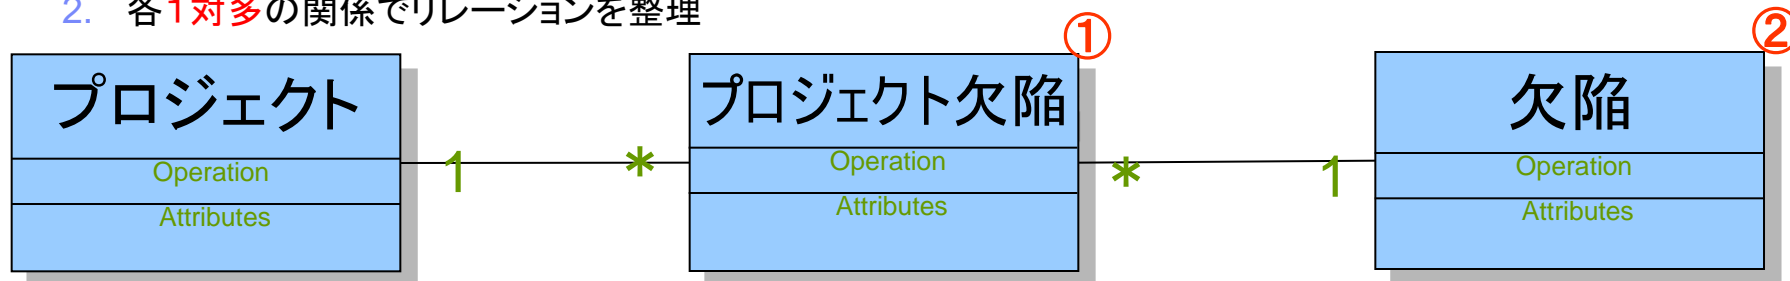 2. 各１対多の関係でリレーションを整理
① ②
プロジェクト プロジェクト欠陥 欠陥
Operation Operation Operation
1 * * 1
Attributes Attributes Attributes